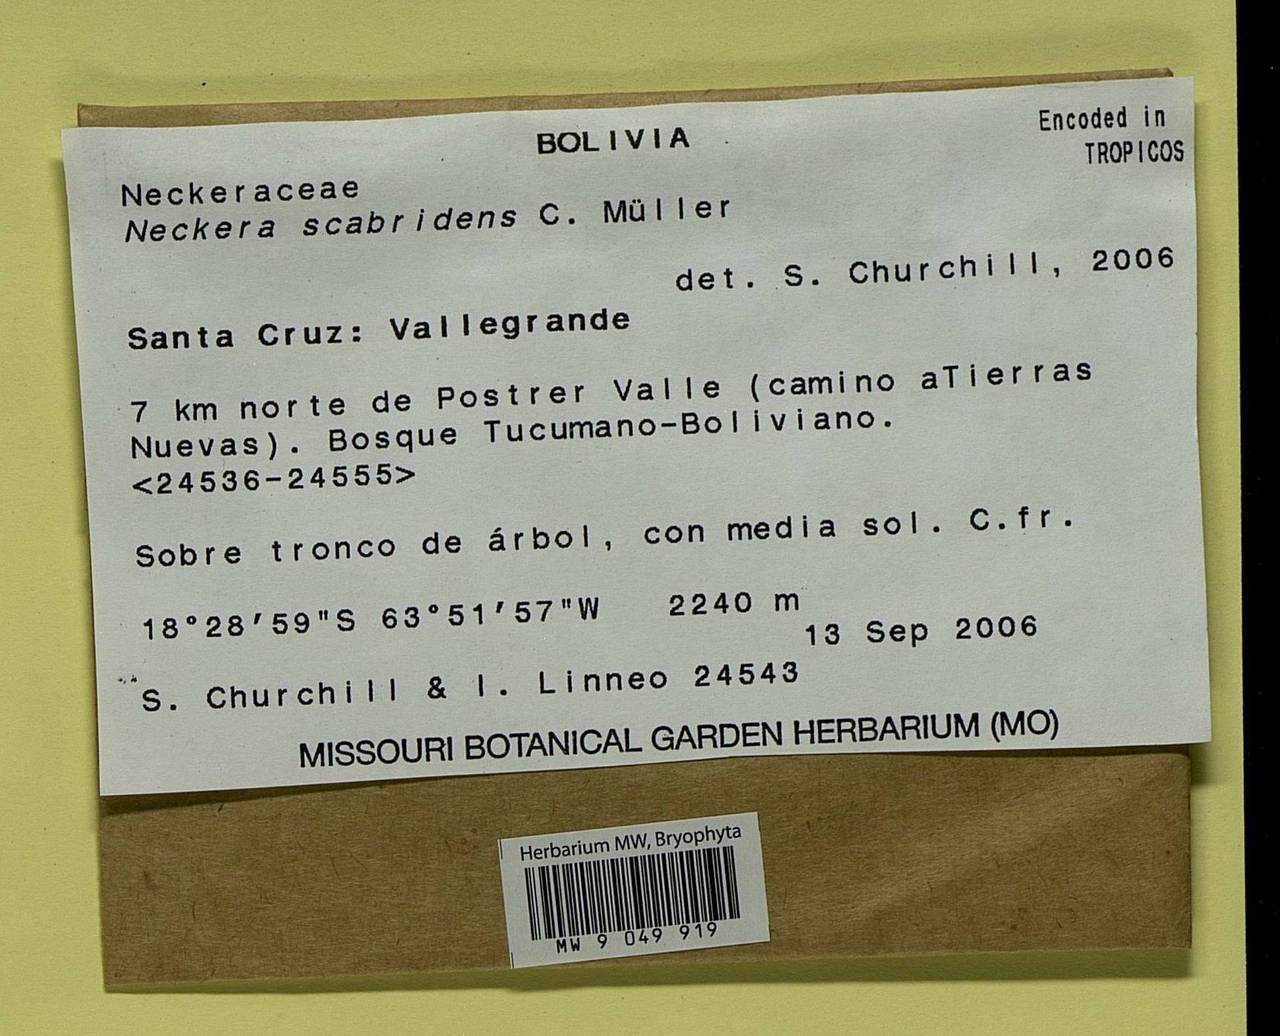 BOLIVIA
Encoded in
TROPICOS
Neckeraceae
Neckera scabridens C. Müller
det. S. Churchill, 2006
Santa Cruz: Vallegrande
7 km norte de Postrer Valle (camino aTierras
Nuevas). Bosque Tucumano-Boliviano.
<24536-24555>
Sobre tronco de árbol, con media sol. C.fr.
18°28'59"S 63°51'57"W 2240 m
13 Sep 2006
S. Churchill & I. Linneo 24543
MISSOURI BOTANICAL GARDEN HERBARIUM (MO)
Herbarium MW, Bryophyta
MW 9 049 919